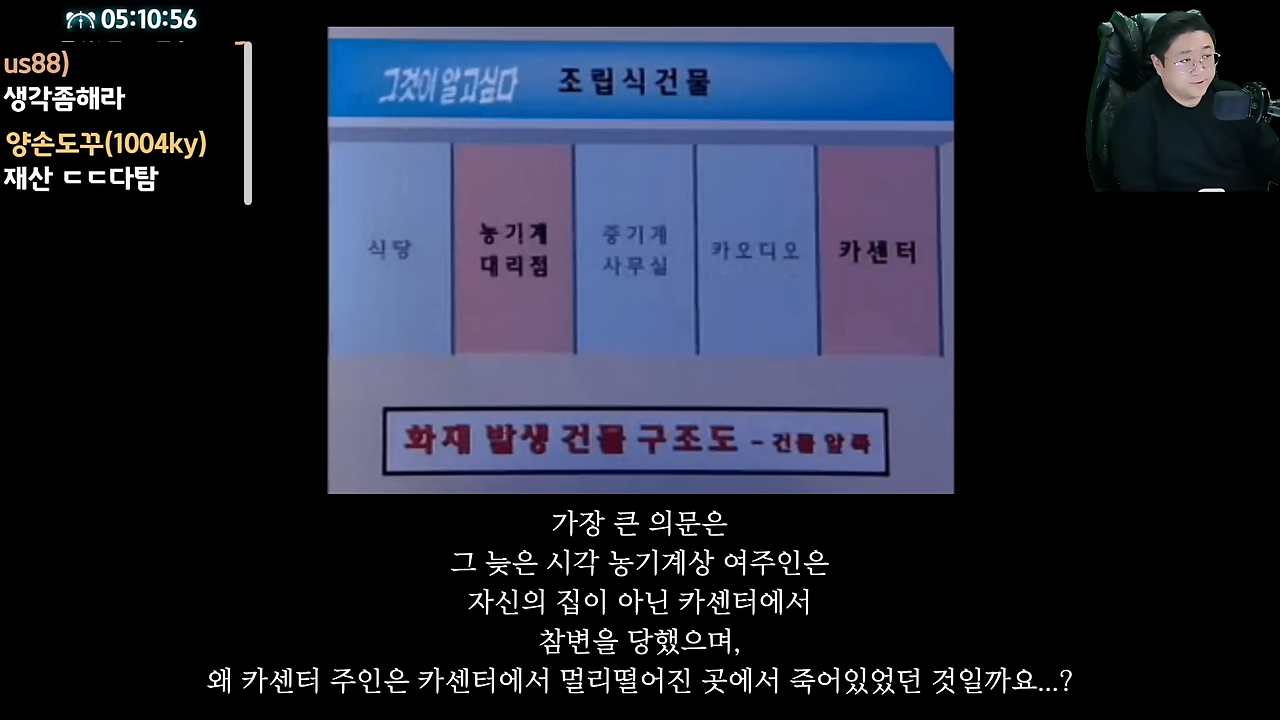 05:10:56
us88)
생각좀해라
양손도꾸(1004ky)
재산 ㄷㄷ다탐
그것이 알고싶다
조립식건물
식당
농기계
대리점
중기계
사무실
카오디오
카센터
화재 발생 건물 구조도 - 건물 앞 쪽
가장 큰 의문은
그 늦은 시각 농기계상 여주인은
자신의 집이 아닌 카센터에서
참변을 당했으며,
왜 카센터 주인은 카센터에서 멀리떨어진 곳에서 죽어있었던 것일까요...?